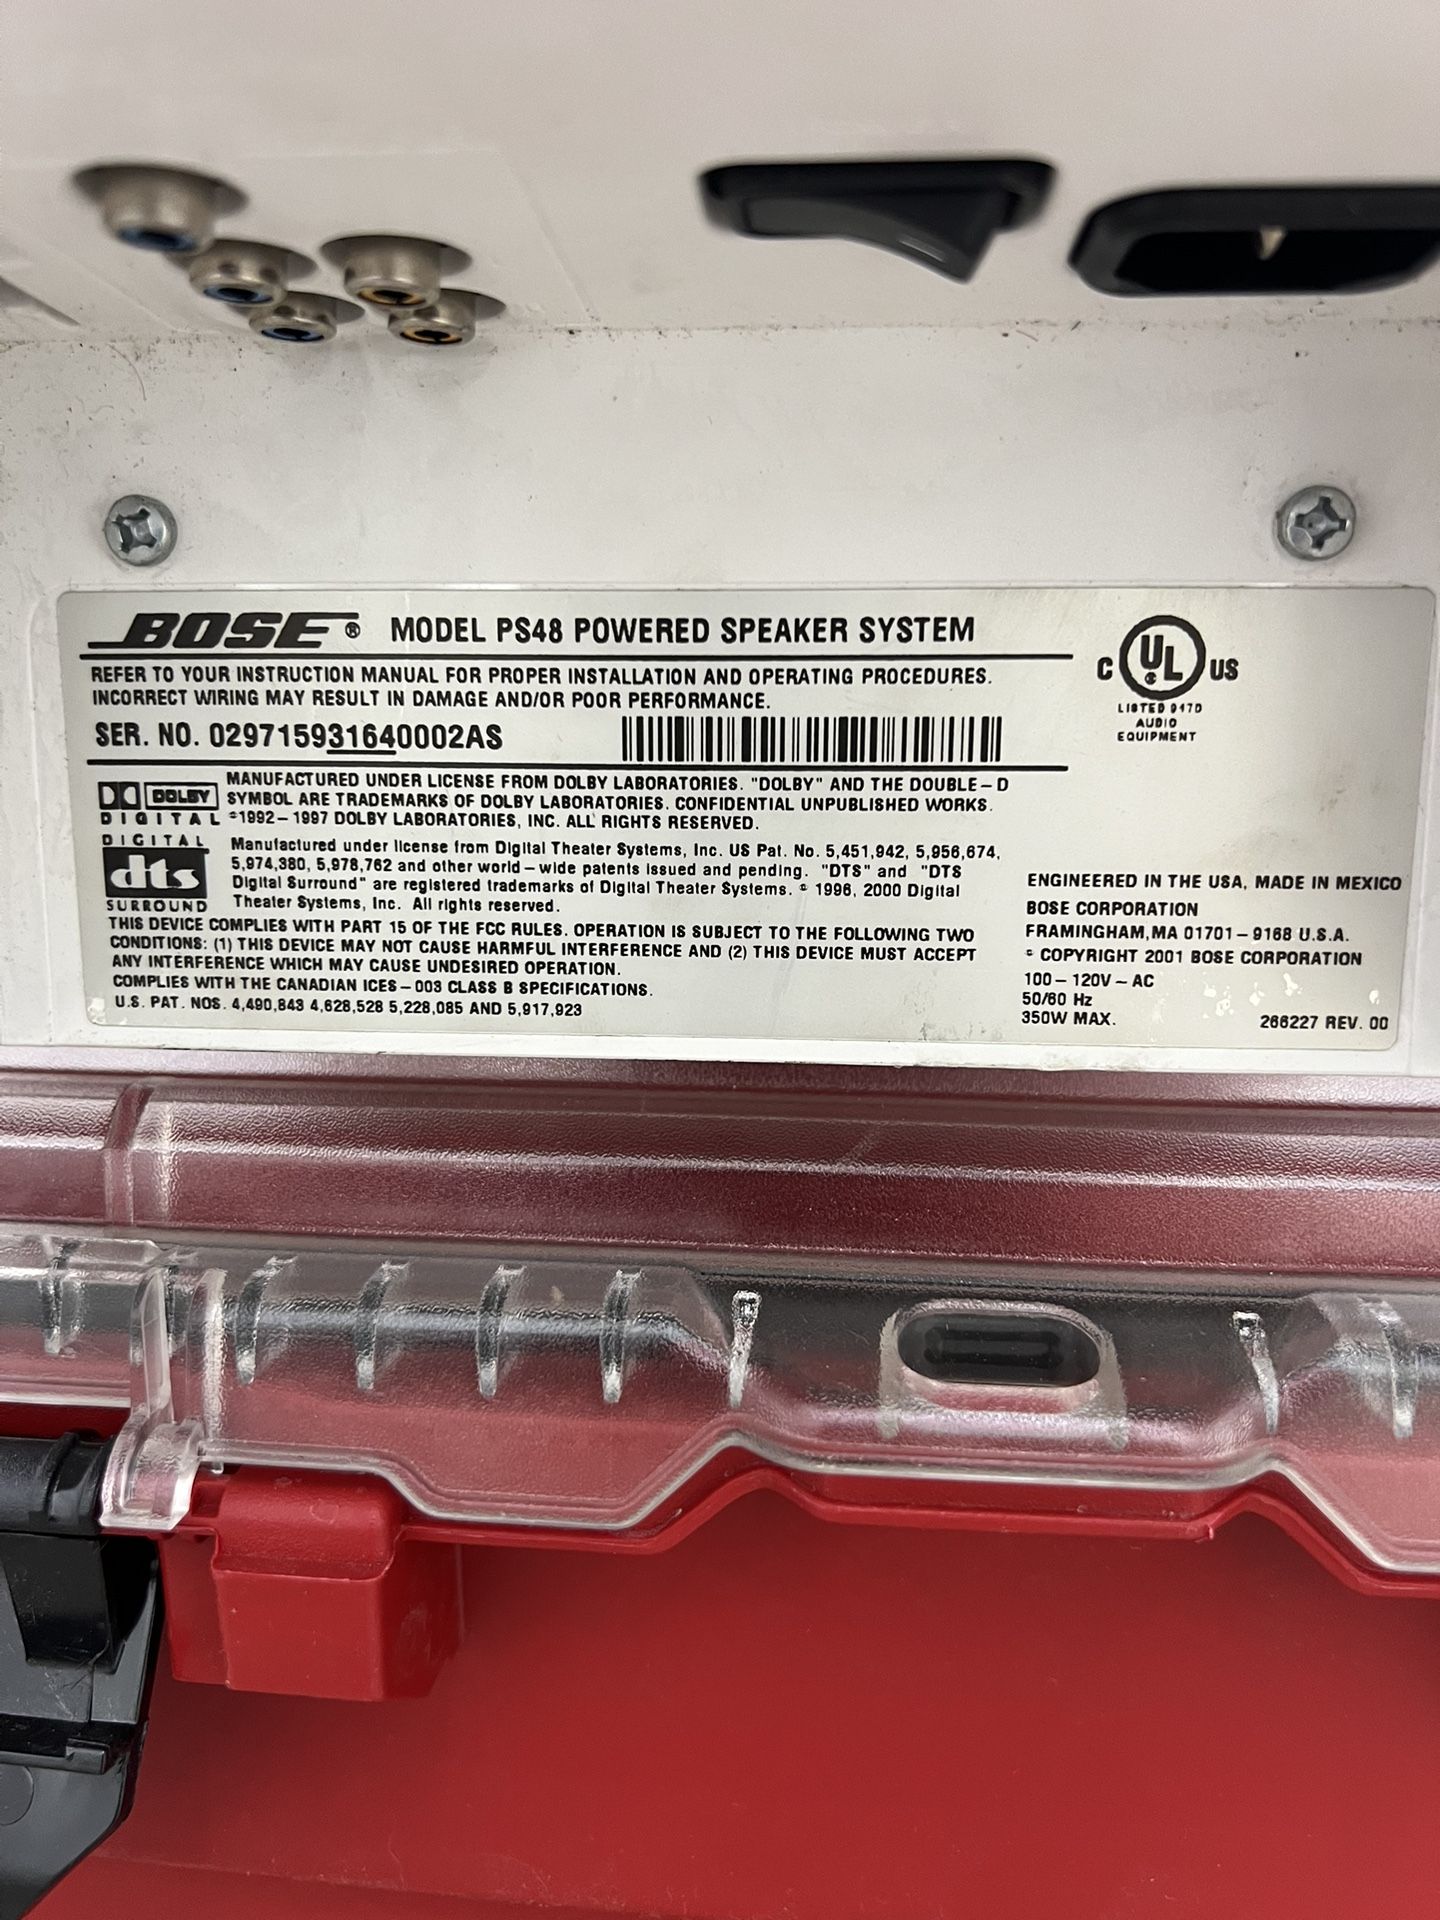 BOSE® MODEL PS48 POWERED SPEAKER SYSTEM
REFER TO YOUR INSTRUCTION MANUAL FOR PROPER INSTALLATION AND OPERATING PROCEDURES.
INCORRECT WIRING MAY RESULT IN DAMAGE AND/OR POOR PERFORMANCE.
SER. NO. 029715931640002AS
C UL® US
LISTED 917D
AUDIO
EQUIPMENT
DOLBY
DIGITAL
MANUFACTURED UNDER LICENSE FROM DOLBY LABORATORIES. "DOLBY" AND THE DOUBLE-D
SYMBOL ARE TRADEMARKS OF DOLBY LABORATORIES. CONFIDENTIAL UNPUBLISHED WORKS.
©1992-1997 DOLBY LABORATORIES, INC. ALL RIGHTS RESERVED.
DIGITAL
dts
SURROUND
Manufactured under license from Digital Theater Systems, Inc. US Pat. No. 5,451,942, 5,956,674,
5,974,380, 5,978,762 and other world-wide patents issued and pending. "DTS" and "DTS
Digital Surround" are registered trademarks of Digital Theater Systems. © 1996, 2000 Digital
Theater Systems, Inc. All rights reserved.
THIS DEVICE COMPLIES WITH PART 15 OF THE FCC RULES. OPERATION IS SUBJECT TO THE FOLLOWING TWO
CONDITIONS: (1) THIS DEVICE MAY NOT CAUSE HARMFUL INTERFERENCE AND (2) THIS DEVICE MUST ACCEPT
ANY INTERFERENCE WHICH MAY CAUSE UNDESIRED OPERATION.
COMPLIES WITH THE CANADIAN ICES-003 CLASS B SPECIFICATIONS.
U.S. PAT. NOS. 4,490,843 4,628,528 5,228,085 AND 5,917,923
ENGINEERED IN THE USA, MADE IN MEXICO
BOSE CORPORATION
FRAMINGHAM, MA 01701-9168 U.S.A.
© COPYRIGHT 2001 BOSE CORPORATION
100-120V~AC
50/60 Hz
350W MAX.
266227 REV. 00